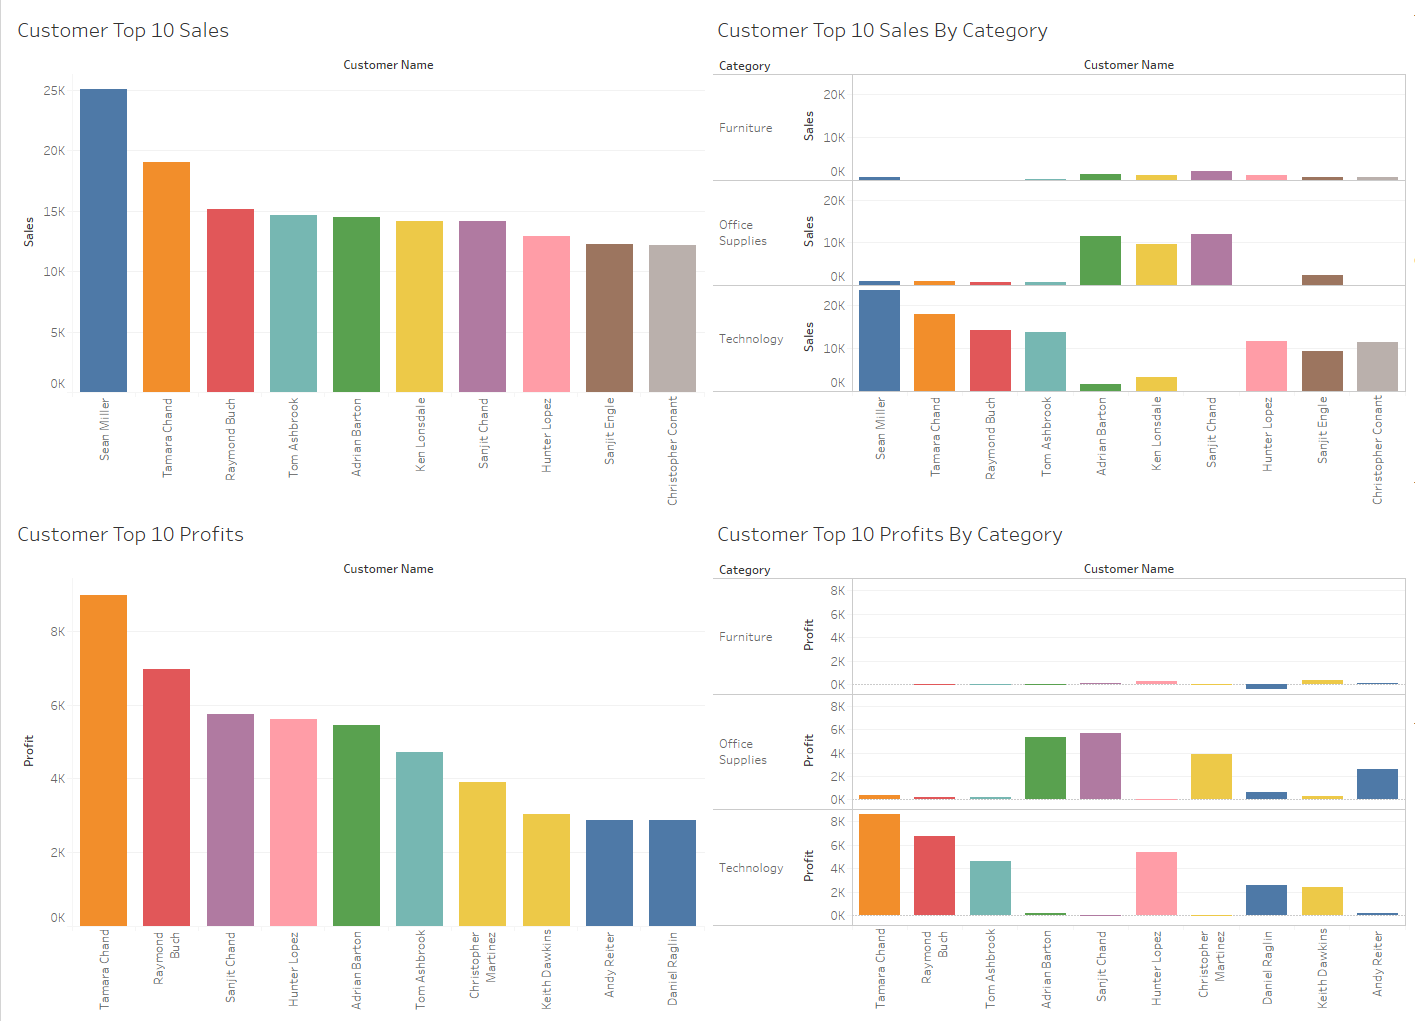 Customer Top 10 Sales
Customer Name
25K
20K
15K
10K
5K
0K
Sales
Sean Miller
Tamara Chand
Raymond Buch
Tom Ashbrook
Adrian Barton
Ken Lonsdale
Sanjit Chand
Hunter Lopez
Sanjit Engle
Christopher Conant
Customer Top 10 Sales By Category
Category
Customer Name
Furniture
Sales
20K
10K
0K
Office
Supplies
Sales
20K
10K
0K
Technology
Sales
20K
10K
0K
Sean Miller
Tamara Chand
Raymond Buch
Tom Ashbrook
Adrian Barton
Ken Lonsdale
Sanjit Chand
Hunter Lopez
Sanjit Engle
Christopher Conant
Customer Top 10 Profits
Customer Name
8K
6K
4K
2K
0K
Profit
Tamara Chand
Raymond
Buch
Sanjit Chand
Hunter Lopez
Adrian Barton
Tom Ashbrook
Christopher
Martinez
Keith Dawkins
Andy Reiter
Daniel Raglin
Customer Top 10 Profits By Category
Category
Customer Name
Furniture
Profit
8K
6K
4K
2K
0K
Office
Supplies
Profit
8K
6K
4K
2K
0K
Technology
Profit
8K
6K
4K
2K
0K
Tamara Chand
Raymond
Buch
Tom Ashbrook
Adrian Barton
Sanjit Chand
Hunter Lopez
Christopher
Martinez
Daniel Raglin
Keith Dawkins
Andy Reiter